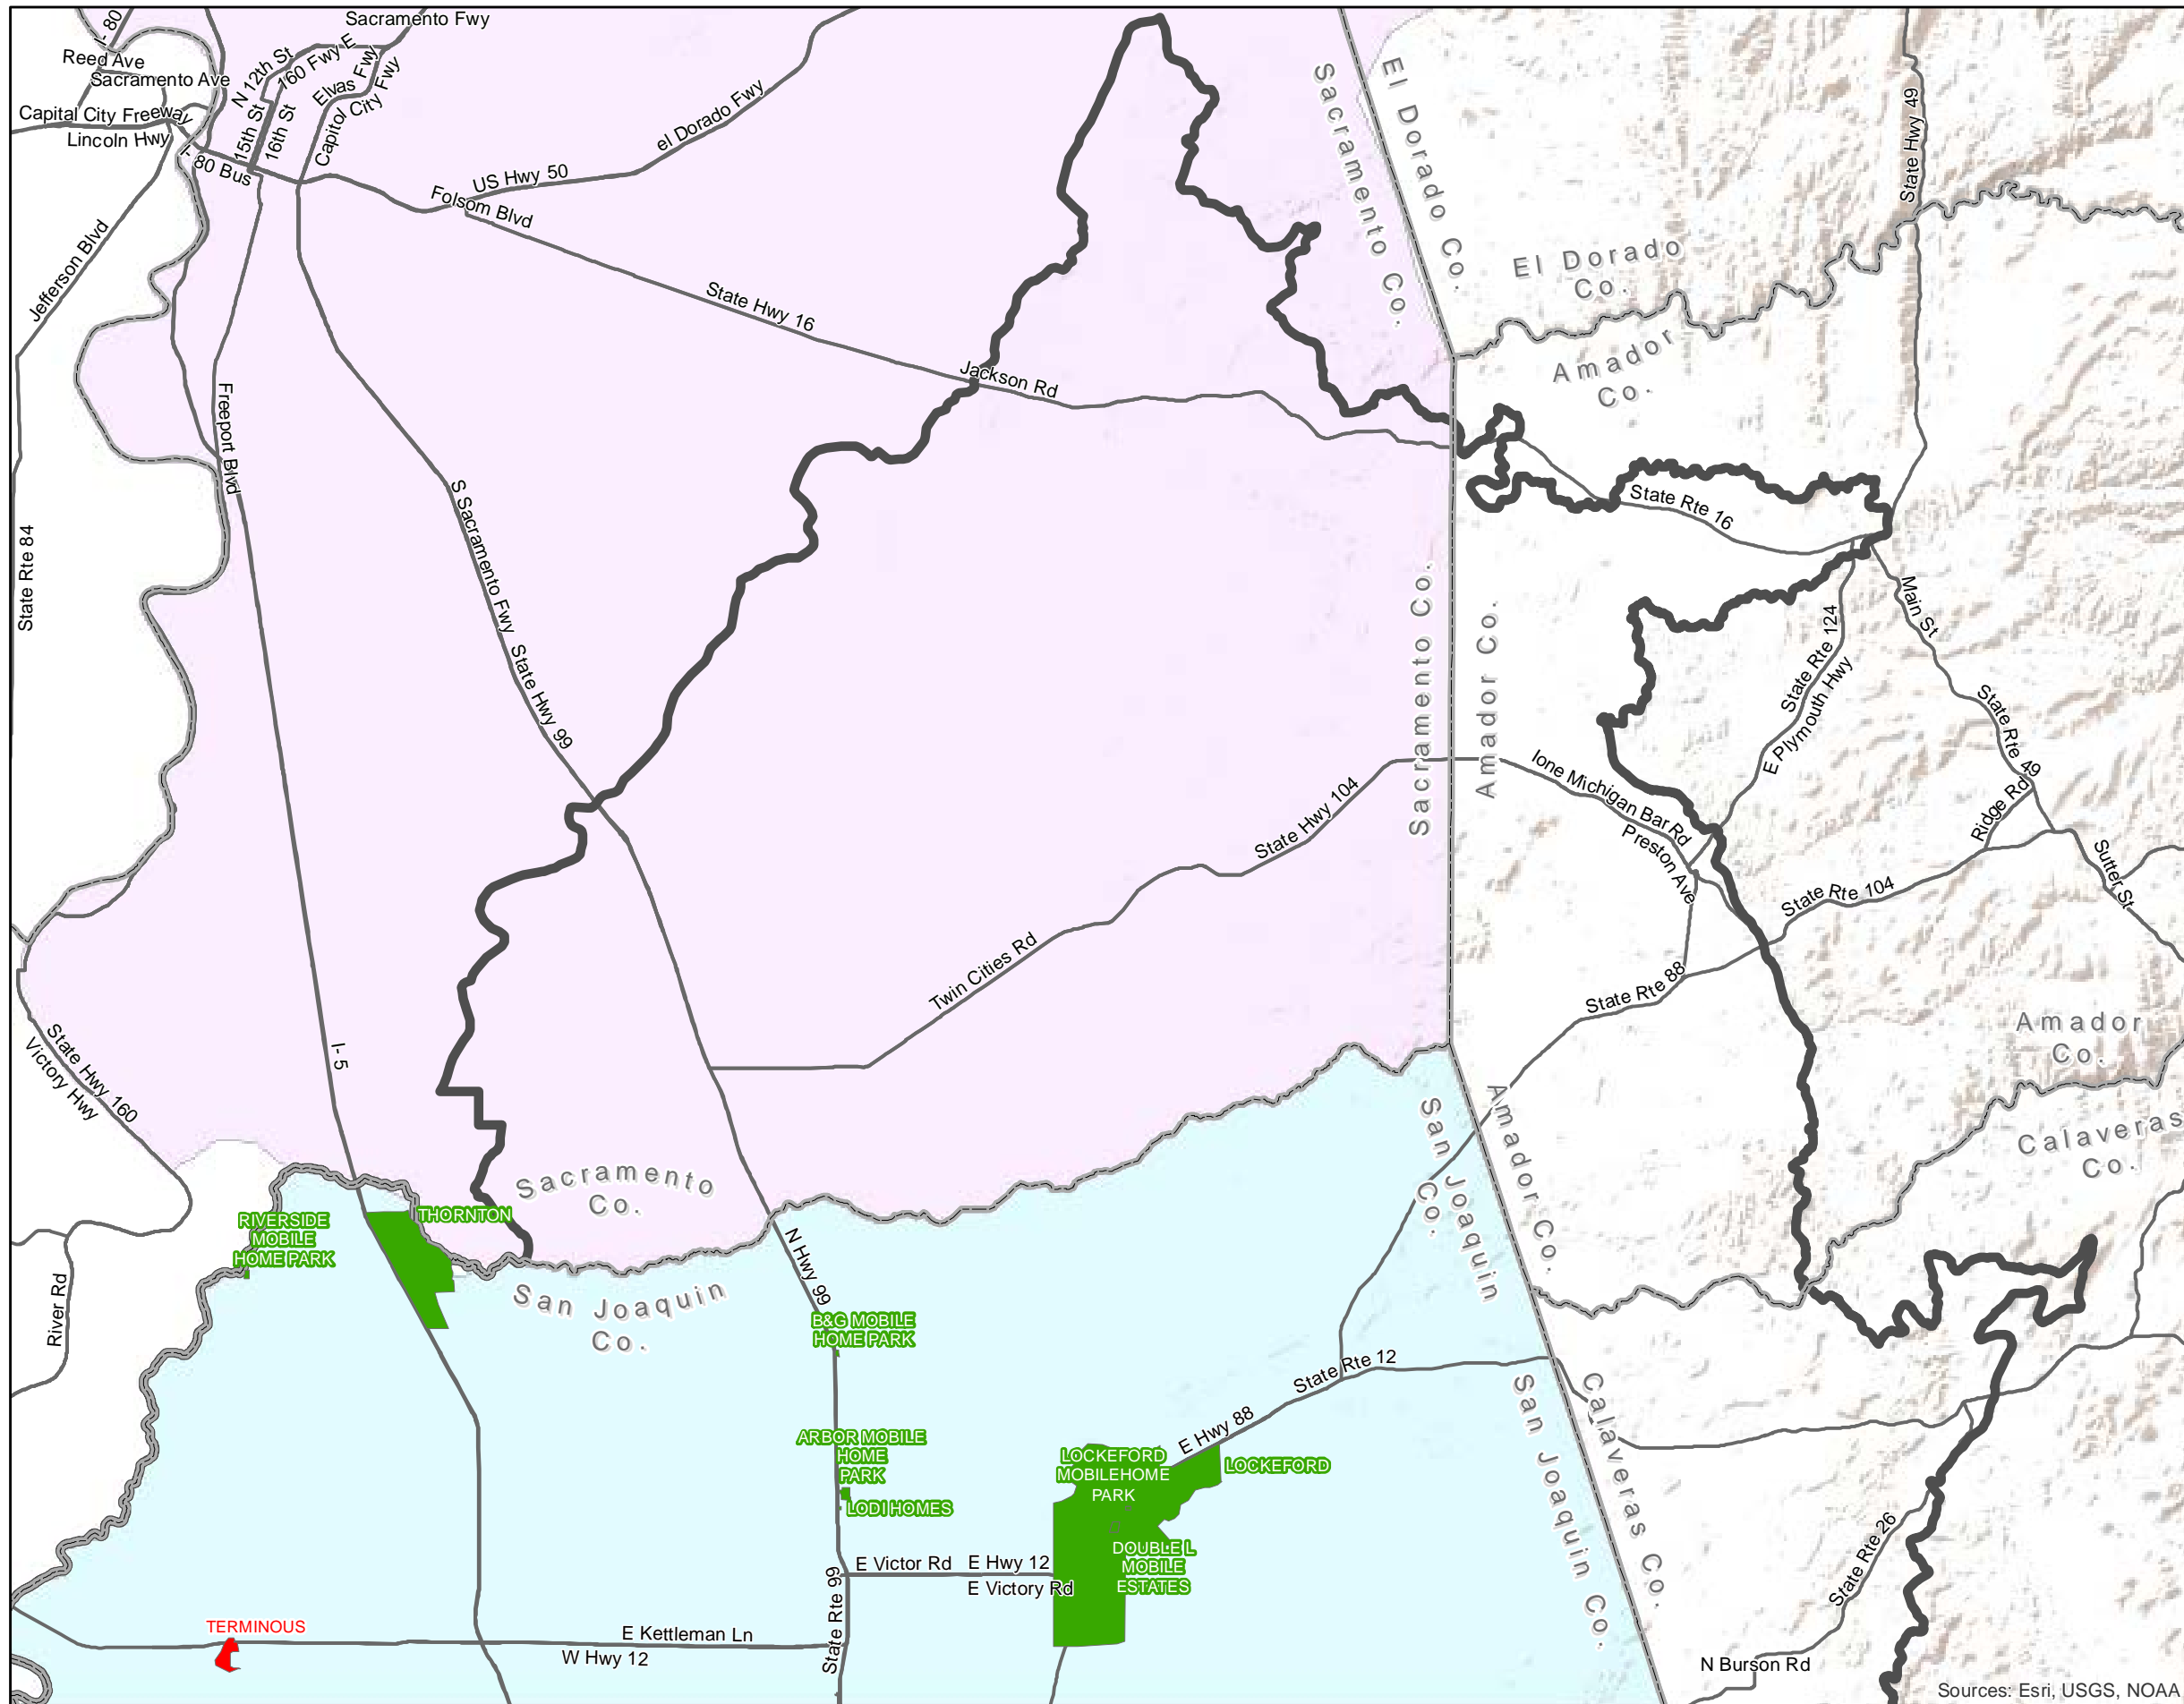 I- 80
Sacramento Fwy
Reed Ave
Sacramento Ave
N 12th St
160 Fwy E
Elvas Fwy
Capitol City Fwy
Capital City Freeway
Lincoln Hwy
15th St
16th St
I- 80 Bus
el Dorado Fwy
US Hwy 50
Folsom Blvd
Jefferson Blvd
State Hwy 16
Jackson Rd
Sacramento Co.
El Dorado Co.
State Hwy 49
El Dorado
Co.
Amador
Co.
Freeport Blvd
State Rte 84
S Sacramento Fwy
State Hwy 99
State Rte 16
Main St
State Rte 124
E Plymouth Hwy
State Rte 49
Ridge Rd
Sutter St
Sacramento Co.
Amador Co.
Ione Michigan Bar Rd
Preston Ave
State Hwy 104
State Rte 104
State Rte 88
Twin Cities Rd
Amador
Co.
State Hwy 160
Victory Hwy
I- 5
Calaveras
Co.
San Joaquin
Co.
Amador Co.
Sacramento
Co.
THORNTON
RIVERSIDE
MOBILE
HOME PARK
San Joaquin
Co.
N Hwy 99
River Rd
B&G MOBILE
HOME PARK
State Rte 12
E Hwy 88
ARBOR MOBILE
HOME
PARK
LODI HOMES
LOCKEFORD
MOBILEHOME
PARK
LOCKEFORD
DOUBLE L
MOBILE
ESTATES
San Joaquin Co.
Calaveras Co.
E Victor Rd
E Hwy 12
E Victory Rd
State Rte 99
State Rte 26
TERMINOUS
E Kettleman Ln
W Hwy 12
N Burson Rd
Sources: Esri, USGS, NOAA